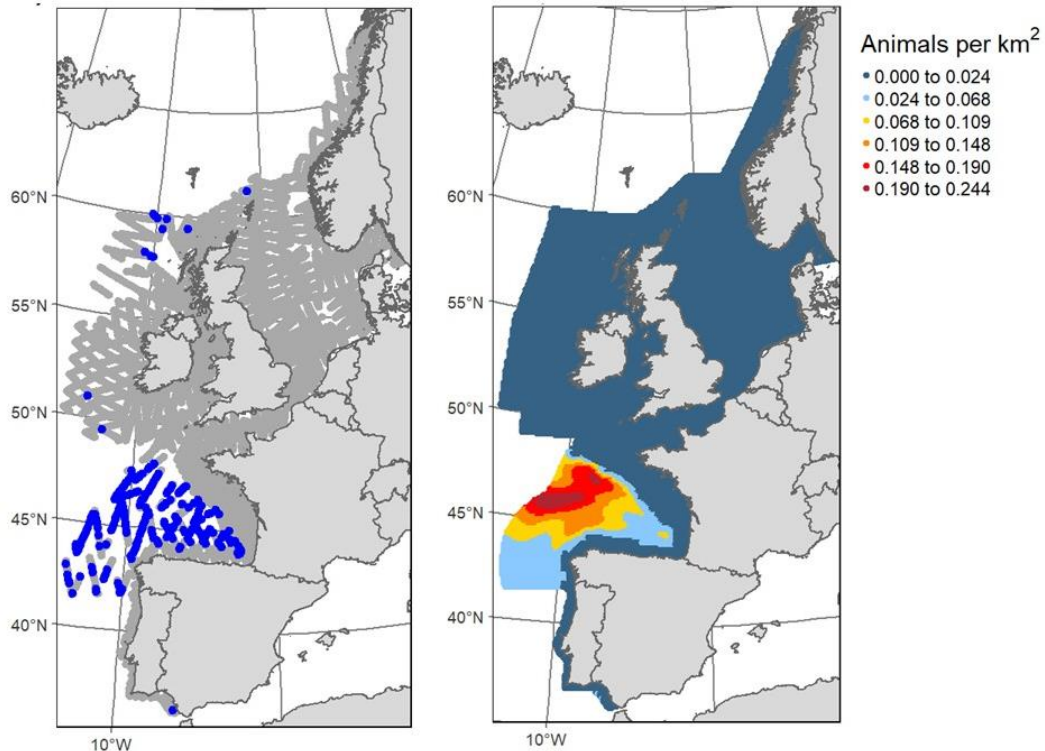 60°N
55°N
50°N
45°N
40°N
10°W
60°N
55°N
50°N
45°N
40°N
10°W
Animals per km²
0.000 to 0.024
0.024 to 0.068
0.068 to 0.109
0.109 to 0.148
0.148 to 0.190
0.190 to 0.244